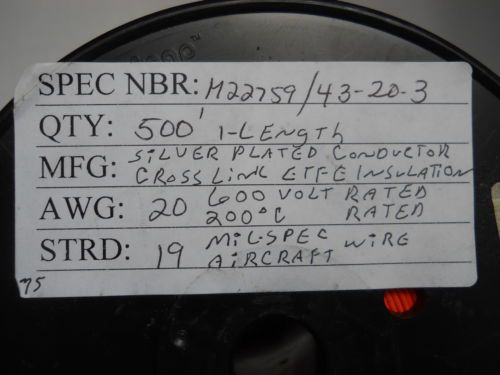 SPEC NBR: M22759/43-20-3
QTY: 500' 1-LENGTH
SILVER PLATED CONDUCTOR
MFG: CROSS LINK ETFE INSULATION
AWG: 20 600 VOLT RATED
200°C RATED
STRD: 19 MIL-SPEC WIRE
AIRCRAFT
75